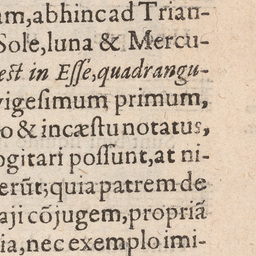 um, abhinc ad Trian-
Sole, luna & Mercu-
est in Esse, quadrangu-
vigesimum primum,
o & incæstu notatus,
ogitari possunt, at ni-
erũt; quia patrem de
aji cõjugem, propriã
ia, nec exemplo imi-